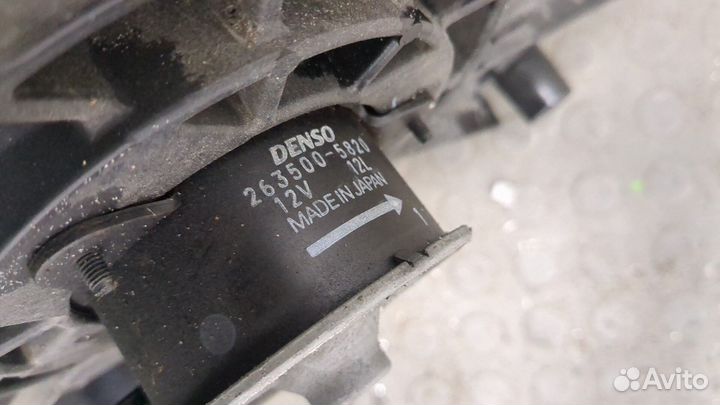 DENSO
263500-5820
12V 12L
MADE IN JAPAN
Avito